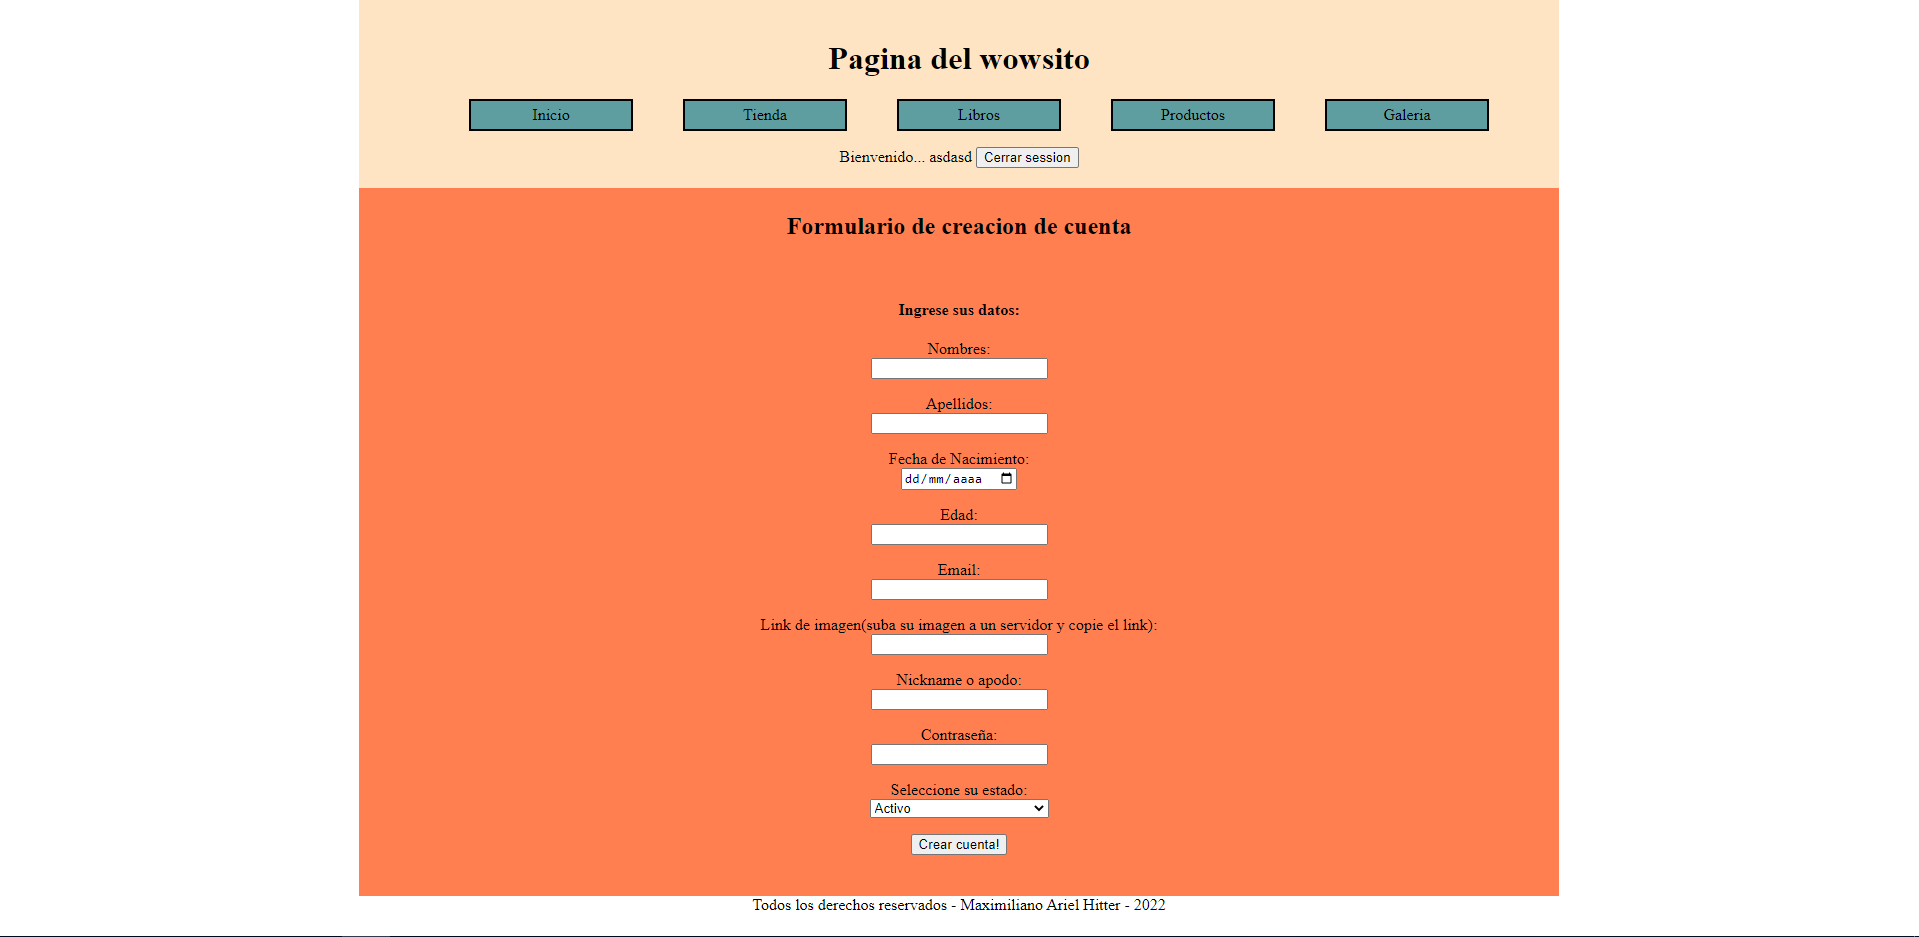 Pagina del wowsito
Inicio Tienda Libros Productos Galeria
Bienvenido... asdasd Cerrar session
Formulario de creacion de cuenta
Ingrese sus datos:
Nombres:
Apellidos:
Fecha de Nacimiento:
dd/mm/aaaa
Edad:
Email:
Link de imagen(suba su imagen a un servidor y copie el link):
Nickname o apodo:
Contraseña:
Seleccione su estado:
Activo
Crear cuenta!
Todos los derechos reservados - Maximiliano Ariel Hitter - 2022